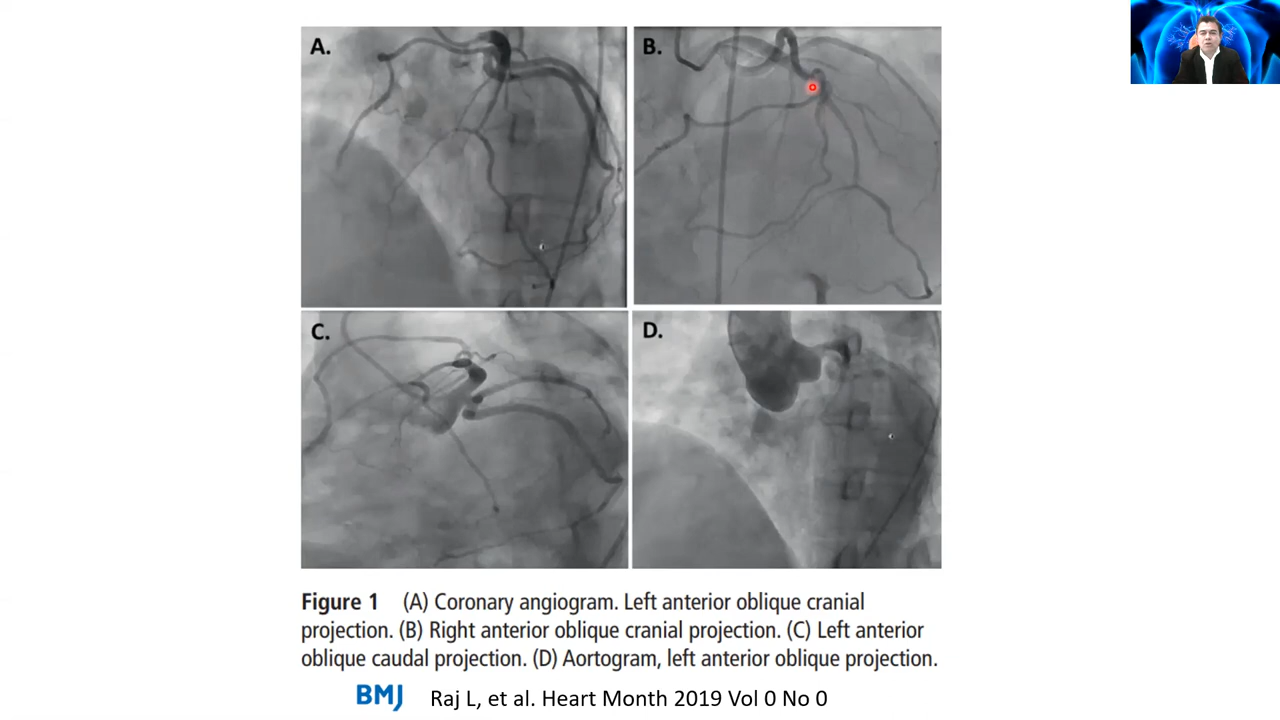 A.
B.
C.
D.
Figure 1 (A) Coronary angiogram. Left anterior oblique cranial
projection. (B) Right anterior oblique cranial projection. (C) Left anterior
oblique caudal projection. (D) Aortogram, left anterior oblique projection.
BMJ Raj L, et al. Heart Month 2019 Vol 0 No 0